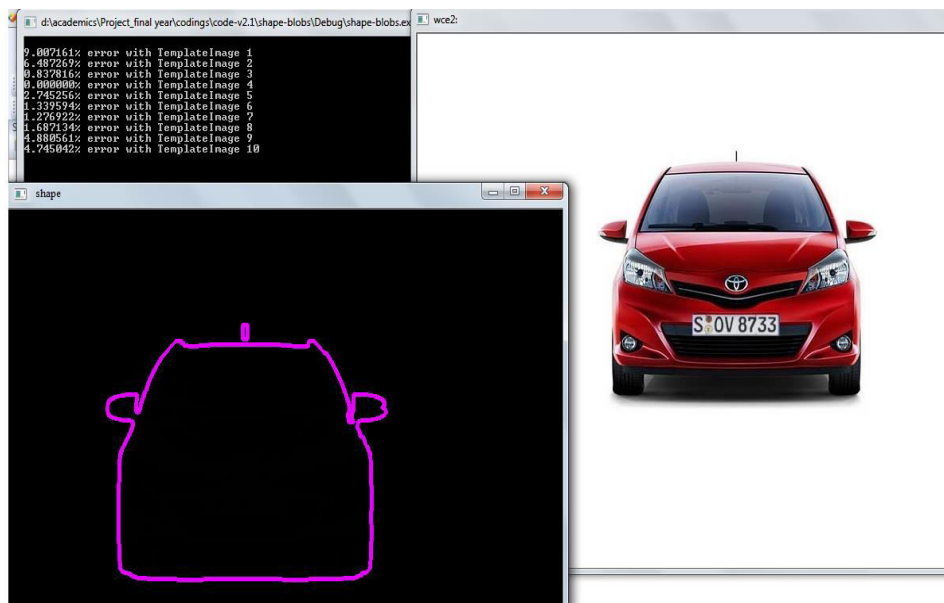 d:\academics\Project_final year\codings\code-v2.1\shape-blobs\Debug\shape-blobs.ex
9.007161% error with TemplateImage 1
6.487269% error with TemplateImage 2
0.837816% error with TemplateImage 3
0.000000% error with TemplateImage 4
2.745256% error with TemplateImage 5
1.339594% error with TemplateImage 6
1.276922% error with TemplateImage 7
1.687134% error with TemplateImage 8
4.880561% error with TemplateImage 9
4.745042% error with TemplateImage 10
shape
wce2:
S OV 8733